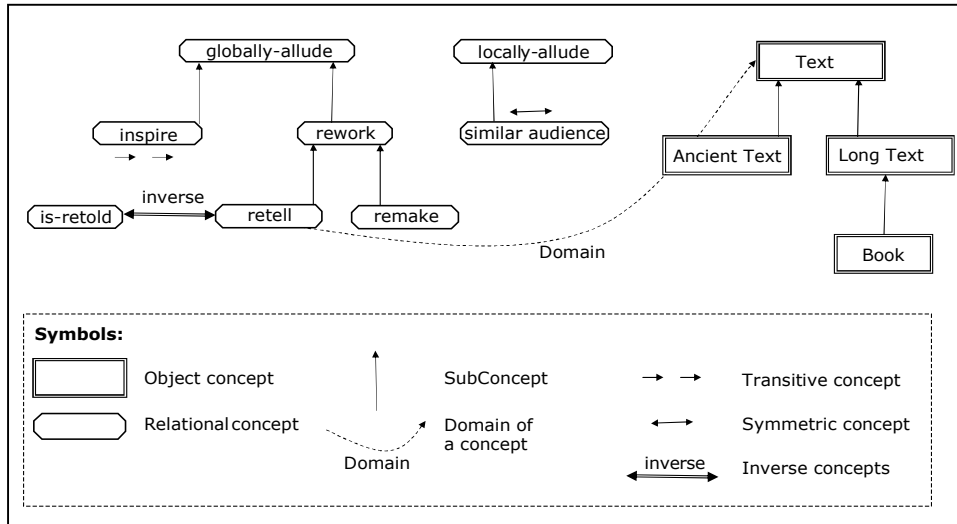 globally-allude
locally-allude
Text
inspire
rework
similar audience
Ancient Text
Long Text
inverse
is-retold
retell
remake
Domain
Book
Symbols:
Object concept
SubConcept
Transitive concept
Relational concept
Domain of
a concept
Symmetric concept
Domain
inverse
Inverse concepts